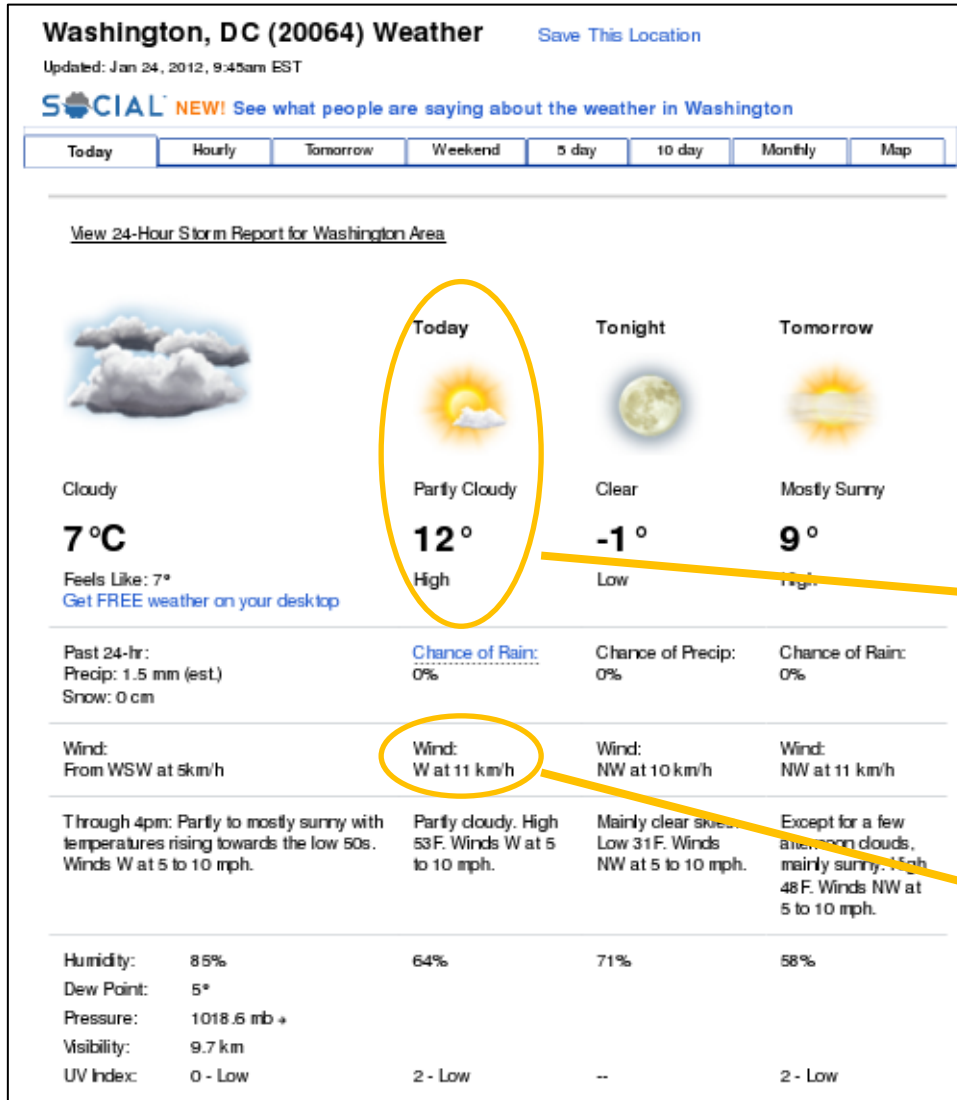 Washington, DC (20064) Weather Save This Location
Updated: Jan 24, 2012, 9:45am EST
SOCIAL NEW! See what people are saying about the weather in Washington
Today Hourly Tomorrow Weekend 5 day 10 day Monthly Map
View 24-Hour Storm Report for Washington Area
Today Tonight Tomorrow
Cloudy Partly Cloudy Clear Mostly Sunny
7°C 12° -1° 9°
Feels Like: 7° High Low High
Get FREE weather on your desktop
Past 24-hr: Chance of Rain: Chance of Precip: Chance of Rain:
Precip: 1.5 mm (est.) 0% 0% 0%
Snow: 0 cm
Wind: Wind: Wind: Wind:
From WSW at 5km/h W at 11 km/h NW at 10 km/h NW at 11 km/h
Through 4pm: Partly to mostly sunny with Partly cloudy. High Mainly clear skies. Except for a few
temperatures rising towards the low 50s. 53F. Winds W at 5 Low 31F. Winds afternoon clouds,
Winds W at 5 to 10 mph. to 10 mph. NW at 5 to 10 mph. mainly sunny. High
48F. Winds NW at
5 to 10 mph.
Humidity: 85% 64% 71% 58%
Dew Point: 5°
Pressure: 1018.6 mb
Visibility: 9.7 km
UV Index: 0 - Low 2 - Low -- 2 - Low